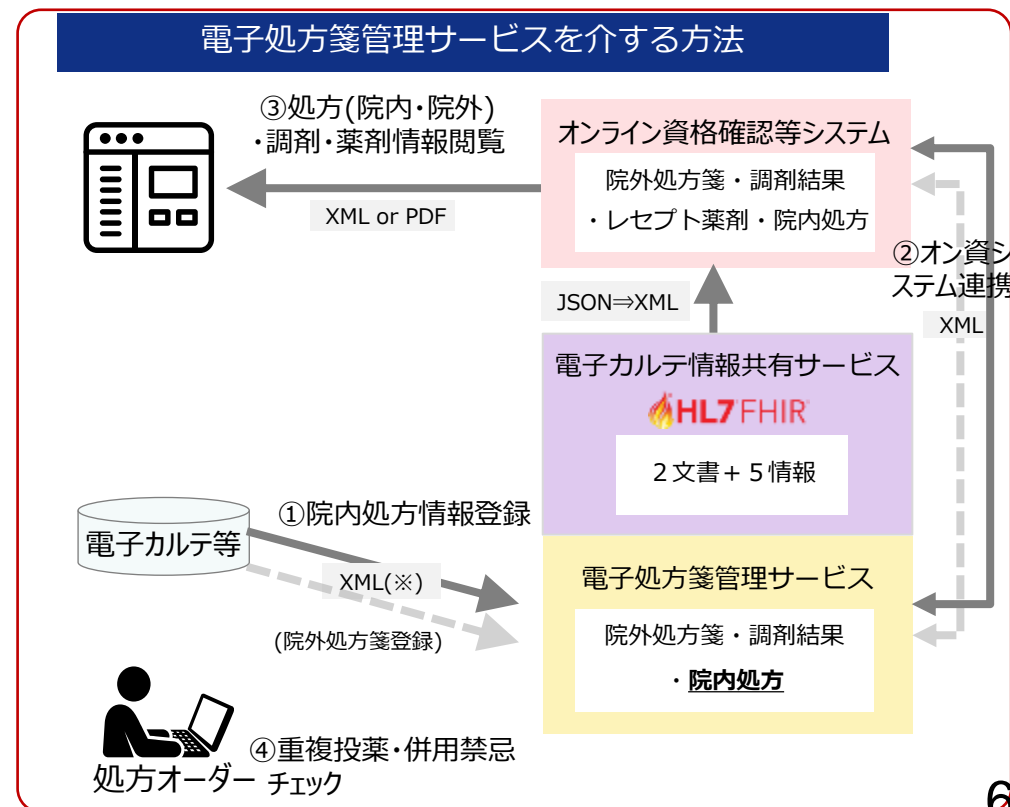 電子処方箋管理サービスを介する方法
③処方(院内・院外)
・調剤・薬剤情報閲覧
XML or PDF
オンライン資格確認等システム
院外処方箋・調剤結果
・レセプト薬剤・院内処方
②オン資シ
ステム連携
XML
JSON⇒XML
電子カルテ情報共有サービス
HL7 FHIR
２文書＋５情報
①院内処方情報登録
電子カルテ等
XML(※)
(院外処方箋登録)
電子処方箋管理サービス
院外処方箋・調剤結果
・院内処方
④重複投薬・併用禁忌
チェック
処方オーダー
6